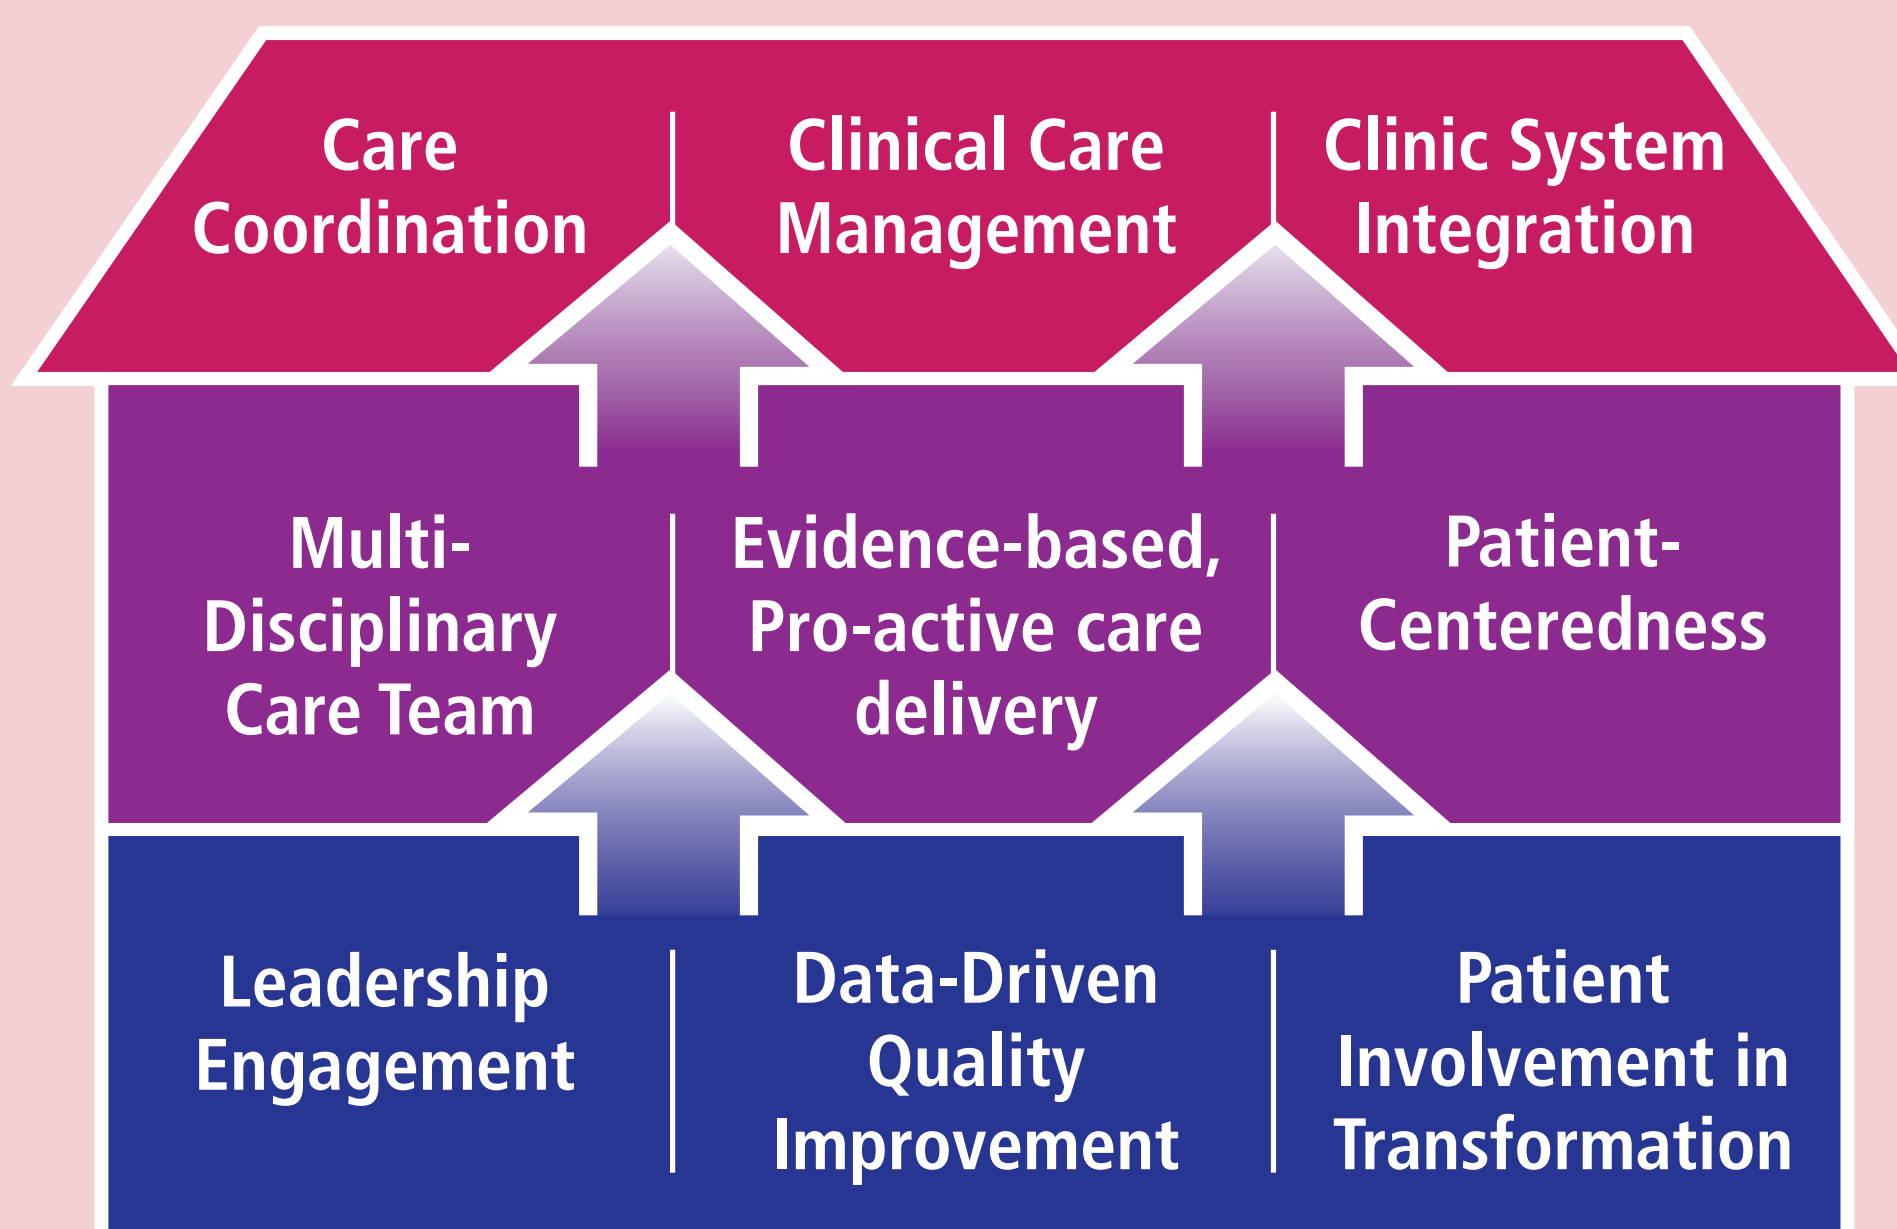 Care
Coordination
Clinical Care
Management
Clinic System
Integration
Multi-
Disciplinary
Care Team
Evidence-based,
Pro-active care
delivery
Patient-
Centeredness
Leadership
Engagement
Data-Driven
Quality
Improvement
Patient
Involvement in
Transformation